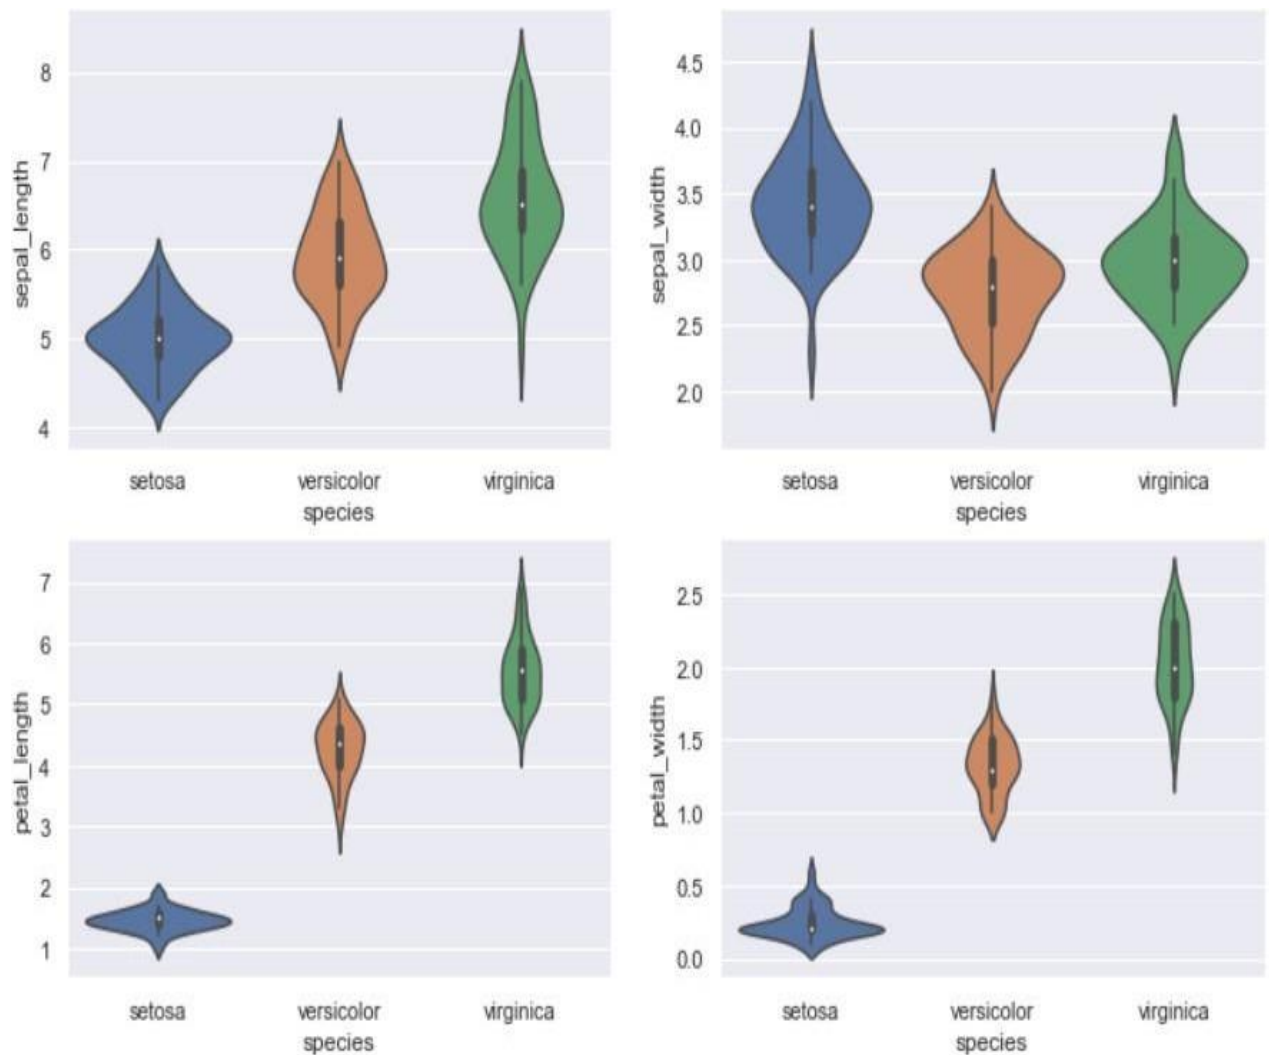 sepal_length
8
7
6
5
4
setosa versicolor virginica
species
sepal_width
4.5
4.0
3.5
3.0
2.5
2.0
setosa versicolor virginica
species
petal_length
7
6
5
4
3
2
1
setosa versicolor virginica
species
petal_width
2.5
2.0
1.5
1.0
0.5
0.0
setosa versicolor virginica
species